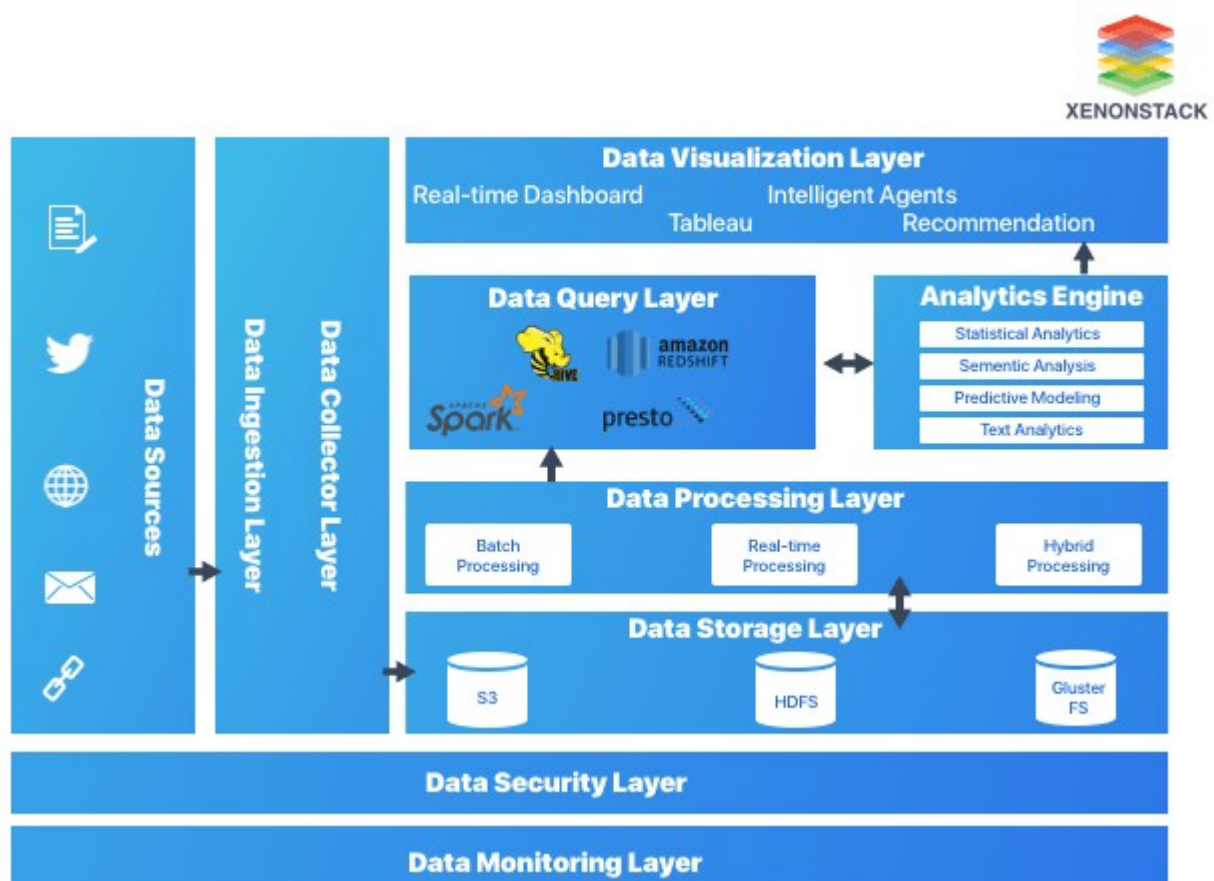 XENONSTACK
Data Sources
Data Ingestion Layer
Data Collector Layer
Data Visualization Layer
Real-time Dashboard
Intelligent Agents
Tableau
Recommendation
Data Query Layer
HIVE
amazon
REDSHIFT
APACHE
Spark
presto
Analytics Engine
Statistical Analytics
Sementic Analysis
Predictive Modeling
Text Analytics
Data Processing Layer
Batch
Processing
Real-time
Processing
Hybrid
Processing
Data Storage Layer
S3
HDFS
Gluster
FS
Data Security Layer
Data Monitoring Layer